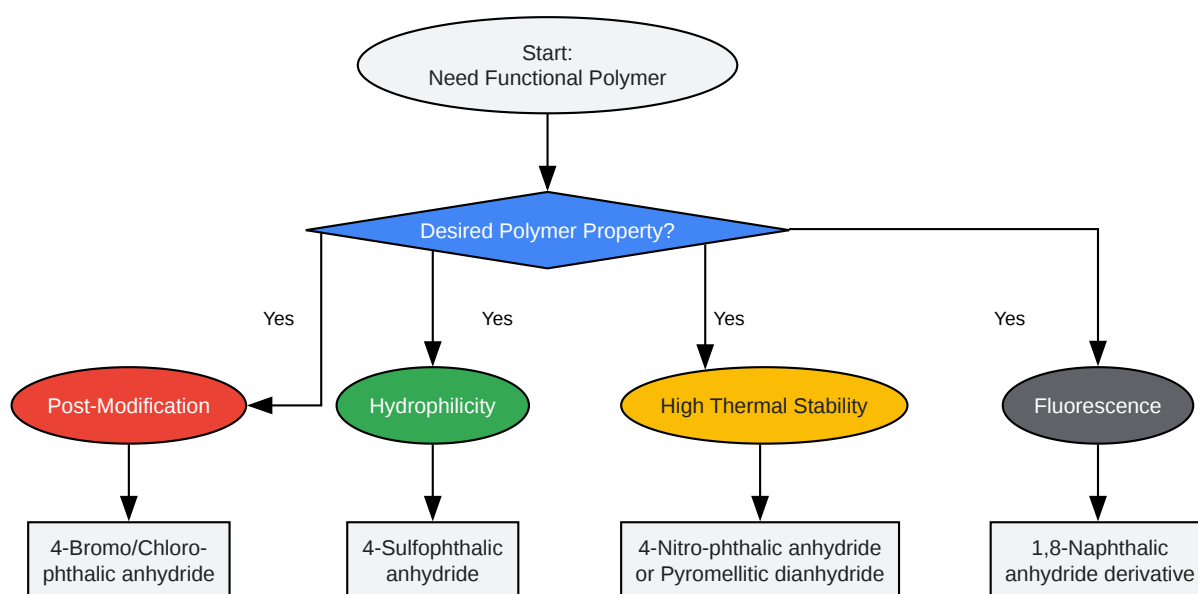 Start:
Need Functional Polymer
Desired Polymer Property?
Yes
Yes
Yes
Yes
Post-Modification
Hydrophilicity
High Thermal Stability
Fluorescence
4-Bromo/Chloro-
phthalic anhydride
4-Sulfophthalic
anhydride
4-Nitro-phthalic anhydride
or Pyromellitic dianhydride
1,8-Naphthalic
anhydride derivative